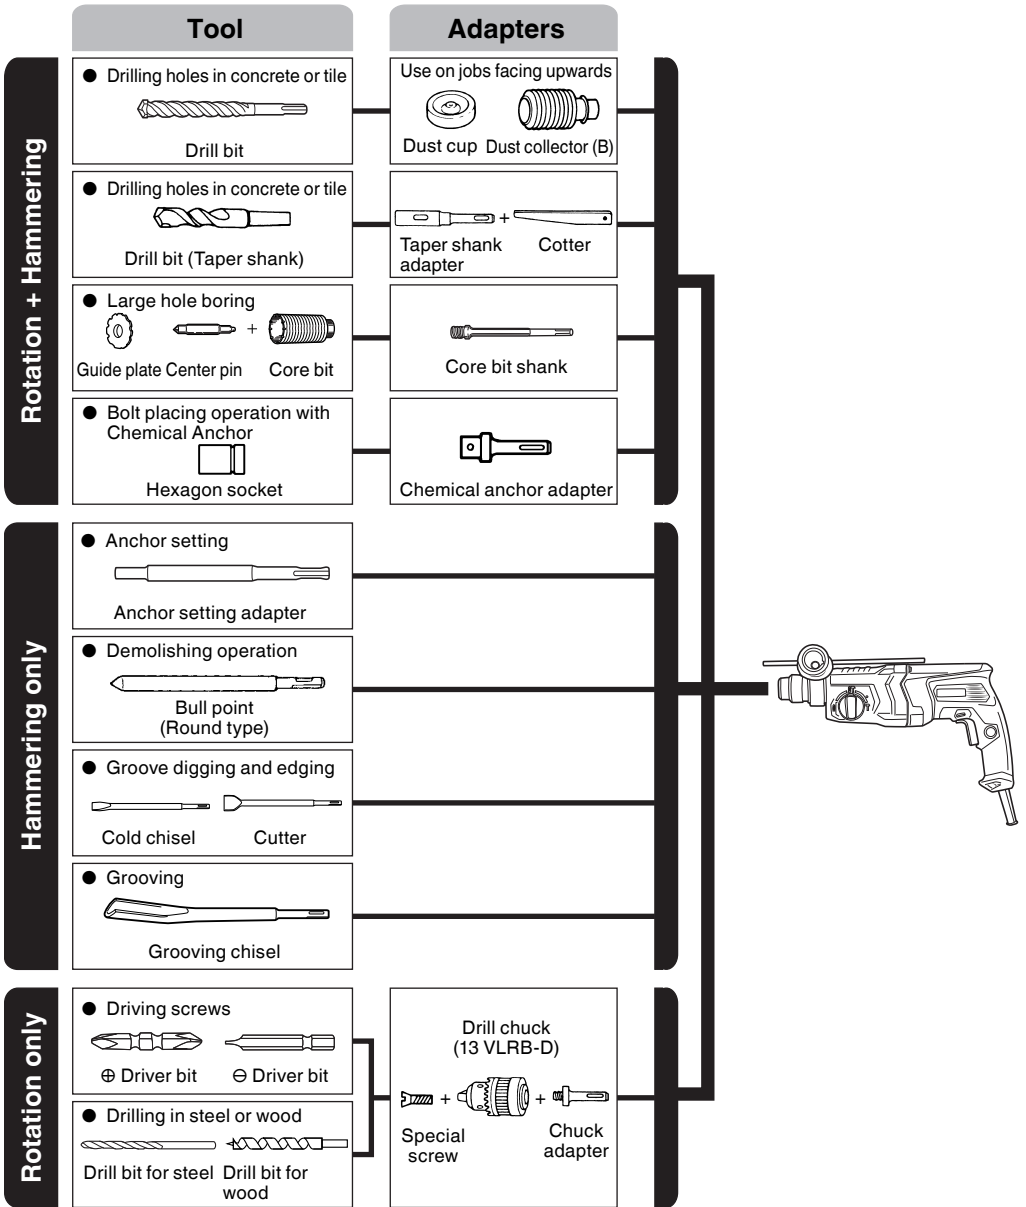 Tool
Adapters
Rotation + Hammering
● Drilling holes in concrete or tile
Drill bit
Use on jobs facing upwards
Dust cup Dust collector (B)
● Drilling holes in concrete or tile
Drill bit (Taper shank)
+
Taper shank
adapter
Cotter
● Large hole boring
+
Guide plate Center pin Core bit
Core bit shank
● Bolt placing operation with
Chemical Anchor
Hexagon socket
Chemical anchor adapter
Hammering only
● Anchor setting
Anchor setting adapter
● Demolishing operation
Bull point
(Round type)
● Groove digging and edging
Cold chisel Cutter
● Grooving
Grooving chisel
Rotation only
● Driving screws
⊕ Driver bit ⊖ Driver bit
● Drilling in steel or wood
Drill bit for steel
Drill bit for
wood
Drill chuck
(13 VLRB-D)
+ +
Special
screw
Chuck
adapter